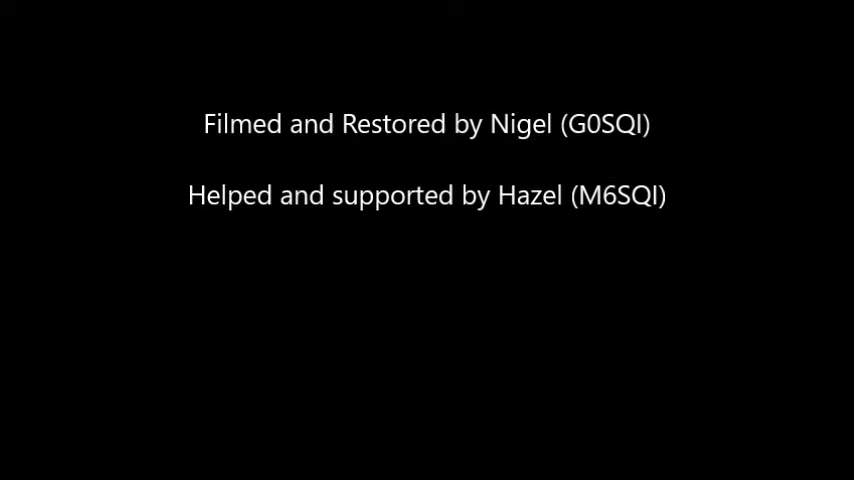 Filmed and Restored by Nigel (G0SQI)
Helped and supported by Hazel (M6SQI)